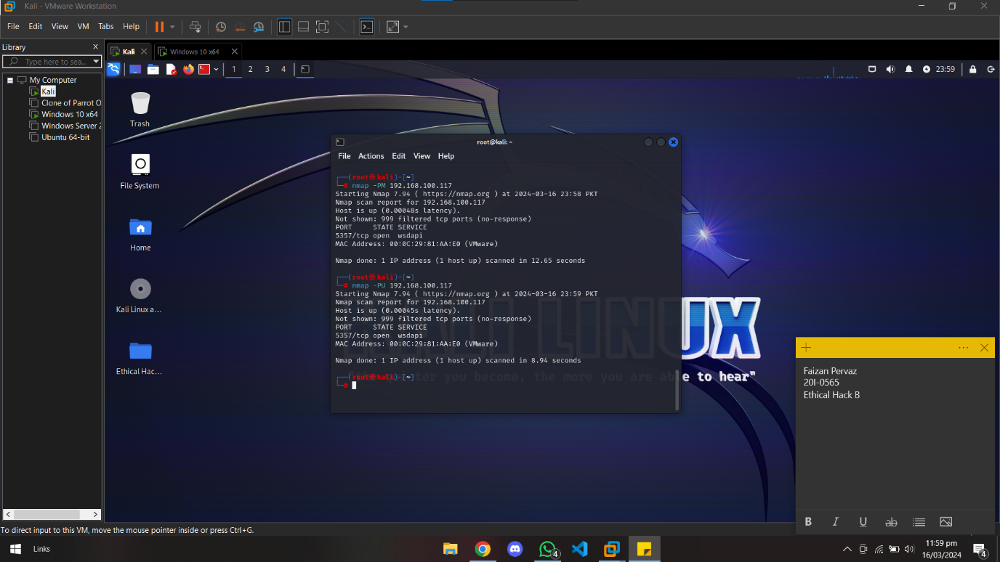 Kali - VMware Workstation
File Edit View VM Tabs Help
Library
Type here to sea...
My Computer
Kali
Clone of Parrot O
Windows 10 x64
Windows Server 2
Ubuntu 64-bit
Kali
Windows 10 x64
1 2 3 4
23:59
Trash
File System
Home
Kali Linux a...
Ethical Hac...
root@kali: ~
File Actions Edit View Help
(root㉿kali)-[~]
# nmap -PM 192.168.100.117
Starting Nmap 7.94 ( https://nmap.org ) at 2024-03-16 23:58 PKT
Nmap scan report for 192.168.100.117
Host is up (0.00048s latency).
Not shown: 999 filtered tcp ports (no-response)
PORT     STATE SERVICE
5357/tcp open  wsdapi
MAC Address: 00:0C:29:81:AA:E0 (VMware)
Nmap done: 1 IP address (1 host up) scanned in 12.65 seconds
(root㉿kali)-[~]
# nmap -PU 192.168.100.117
Starting Nmap 7.94 ( https://nmap.org ) at 2024-03-16 23:59 PKT
Nmap scan report for 192.168.100.117
Host is up (0.00045s latency).
Not shown: 999 filtered tcp ports (no-response)
PORT     STATE SERVICE
5357/tcp open  wsdapi
MAC Address: 00:0C:29:81:AA:E0 (VMware)
Nmap done: 1 IP address (1 host up) scanned in 8.94 seconds
(root㉿kali)-[~]
#
KALI LINUX
you become, the more you are able to hear"
Faizan Pervaz
20I-0565
Ethical Hack B
B I U ab
To direct input to this VM, move the mouse pointer inside or press Ctrl+G.
Links
4
11:59 pm
16/03/2024
4